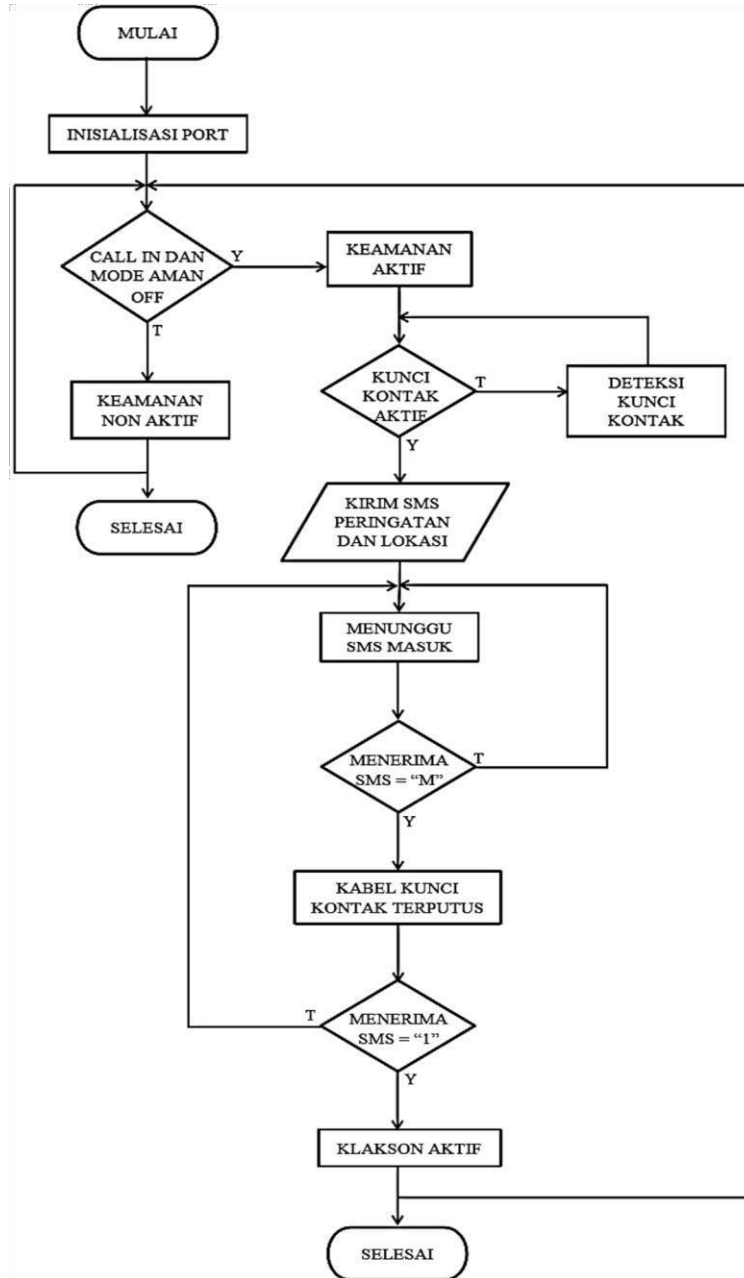 MULAI
INISIALISASI PORT
CALL IN DAN
MODE AMAN
OFF
Y
T
KEAMANAN
AKTIF
KEAMANAN
NON AKTIF
SELESAI
KUNCI
KONTAK
AKTIF
T
Y
DETEKSI
KUNCI
KONTAK
KIRIM SMS
PERINGATAN
DAN LOKASI
MENUNGGU
SMS MASUK
MENERIMA
SMS = “M”
T
Y
KABEL KUNCI
KONTAK TERPUTUS
MENERIMA
SMS = “1”
T
Y
KLAKSON AKTIF
SELESAI